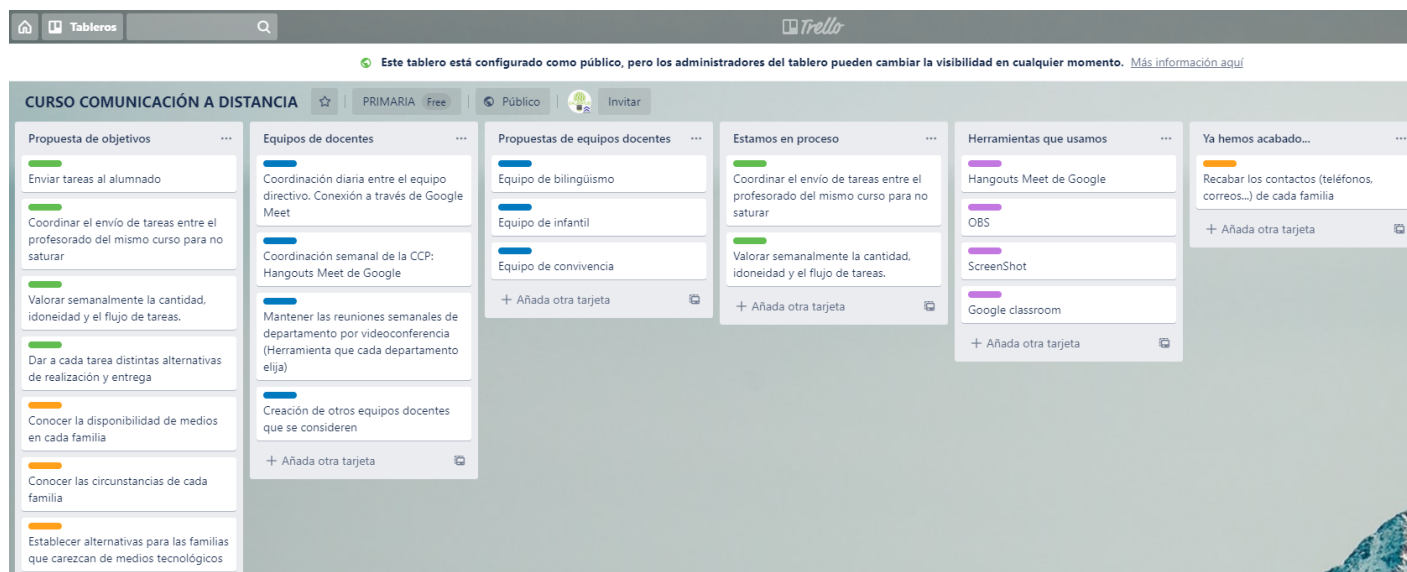 Tableros
Trello
Este tablero está configurado como público, pero los administradores del tablero pueden cambiar la visibilidad en cualquier momento. Más información aquí
CURSO COMUNICACIÓN A DISTANCIA
PRIMARIA Free
Público
Invitar
Propuesta de objetivos
Enviar tareas al alumnado
Coordinar el envío de tareas entre el
profesorado del mismo curso para no
saturar
Valorar semanalmente la cantidad,
idoneidad y el flujo de tareas.
Dar a cada tarea distintas alternativas
de realización y entrega
Conocer la disponibilidad de medios
en cada familia
Conocer las circunstancias de cada
familia
Establecer alternativas para las familias
que carezcan de medios tecnológicos
Equipos de docentes
Coordinación diaria entre el equipo
directivo. Conexión a través de Google
Meet
Coordinación semanal de la CCP:
Hangouts Meet de Google
Mantener las reuniones semanales de
departamento por videoconferencia
(Herramienta que cada departamento
elija)
Creación de otros equipos docentes
que se consideren
+ Añada otra tarjeta
Propuestas de equipos docentes
Equipo de bilingüismo
Equipo de infantil
Equipo de convivencia
+ Añada otra tarjeta
Estamos en proceso
Coordinar el envío de tareas entre el
profesorado del mismo curso para no
saturar
Valorar semanalmente la cantidad,
idoneidad y el flujo de tareas.
+ Añada otra tarjeta
Herramientas que usamos
Hangouts Meet de Google
OBS
ScreenShot
Google classroom
+ Añada otra tarjeta
Ya hemos acabado...
Recabar los contactos (teléfonos,
correos...) de cada familia
+ Añada otra tarjeta